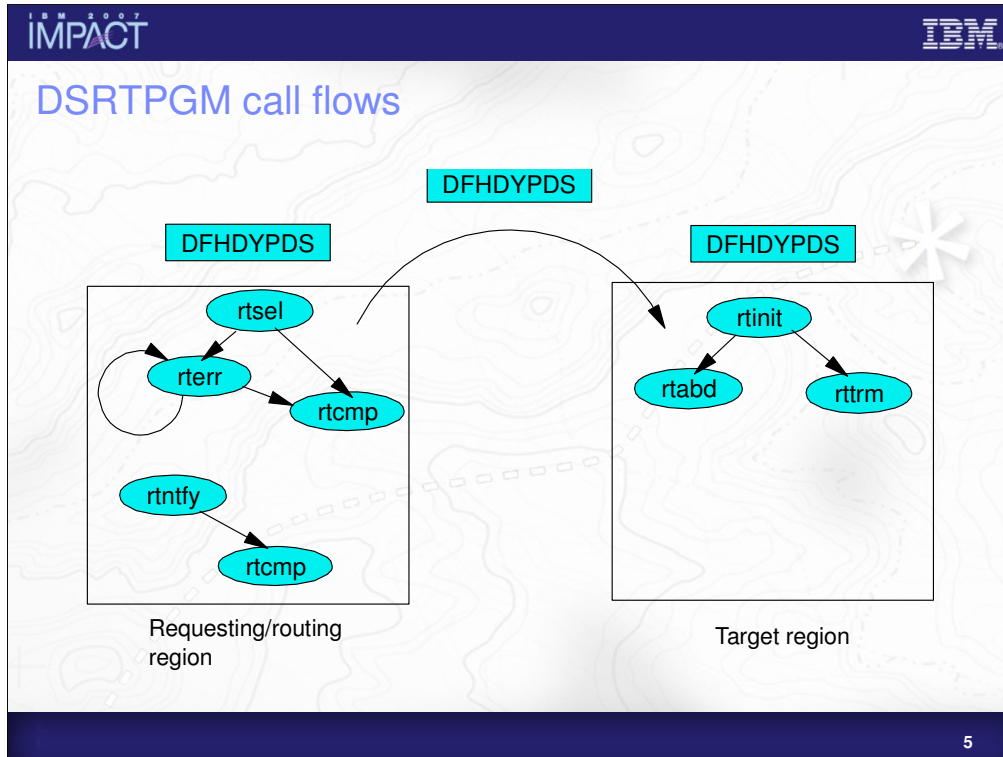 IBM 2007
IMPACT
IBM
DSRTPGM call flows
DFHDYPDS
DFHDYPDS
DFHDYPDS
rtsel
rterr
rtcmp
rtntfy
rtcmp
rtinit
rtabd
rttrm
Requesting/routing
region
Target region
5